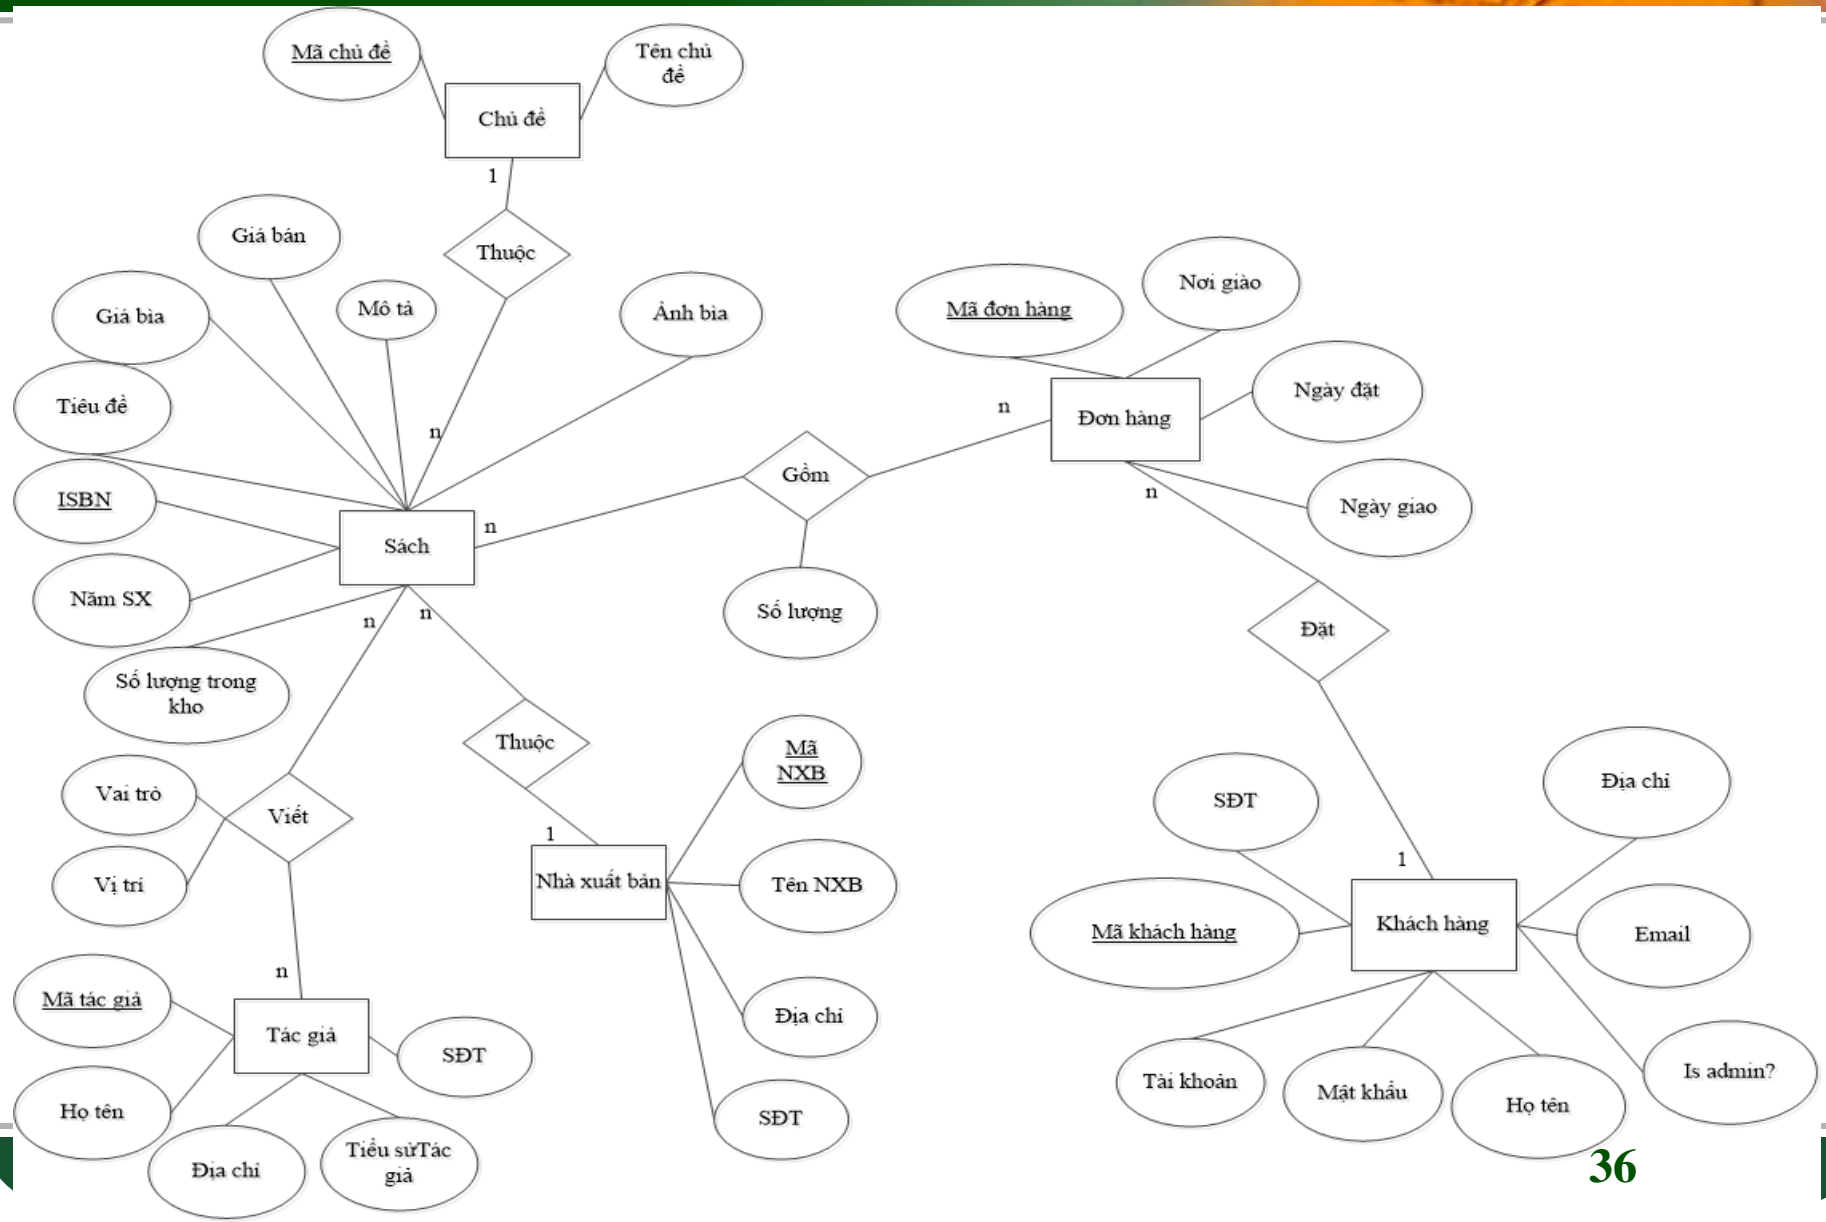 Mã chủ đề
Tên chủ
đề
Chủ đề
1
Thuộc
Giá bán
Giá bìa
Mô tả
Ảnh bìa
Tiêu đề
n
ISBN
Sách
n
Năm SX
n
n
Số lượng trong
kho
Gồm
n
Số lượng
Mã đơn hàng
Nơi giào
Đơn hàng
Ngày đặt
Ngày giao
n
Đặt
1
Vai trò
Viết
Vị trí
n
Thuộc
1
Nhà xuất bản
Mã
NXB
Tên NXB
Địa chỉ
SĐT
Mã tác giả
Tác giả
SĐT
Họ tên
Địa chỉ
Tiểu sửTác
giả
SĐT
Địa chỉ
Mã khách hàng
Khách hàng
Email
Tài khoản
Mật khẩu
Họ tên
Is admin?
36